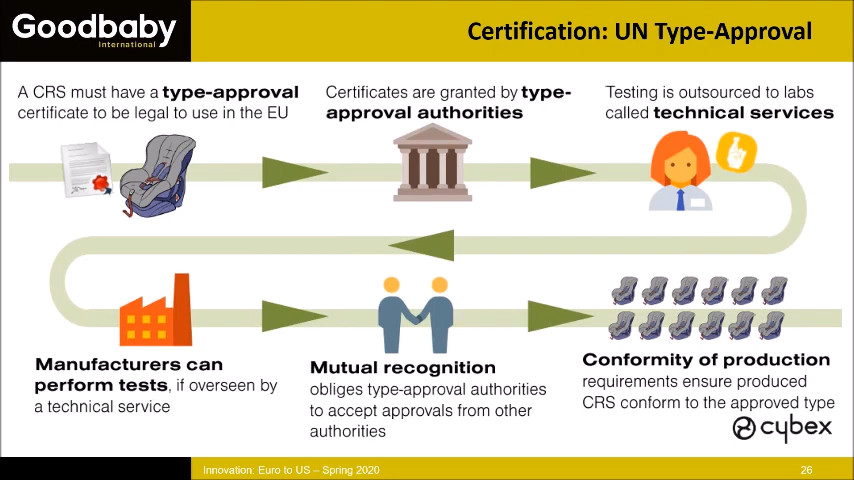 Goodbaby
International
Certification: UN Type-Approval
A CRS must have a type-approval
certificate to be legal to use in the EU
Certificates are granted by type-
approval authorities
Testing is outsourced to labs
called technical services
Manufacturers can
perform tests, if overseen by
a technical service
Mutual recognition
obliges type-approval authorities
to accept approvals from other
authorities
Conformity of production
requirements ensure produced
CRS conform to the approved type
cybex
Innovation: Euro to US – Spring 2020
26